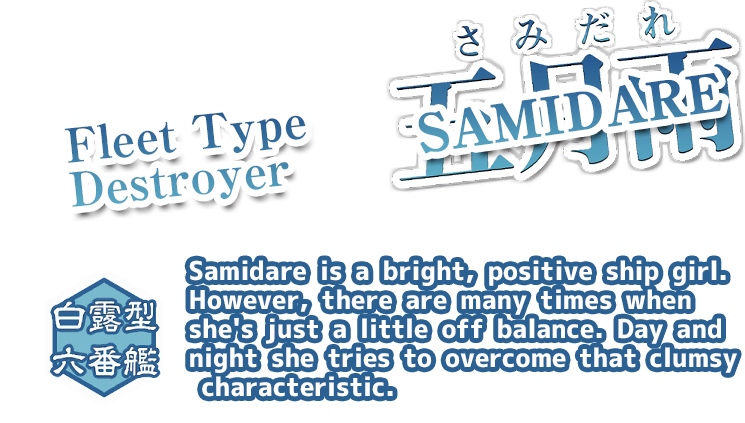 さみだれ
五月雨
SAMIDARE
Fleet Type
Destroyer
白露型
六番艦
Samidare is a bright, positive ship girl.
However, there are many times when
she's just a little off balance. Day and
night she tries to overcome that clumsy
characteristic.